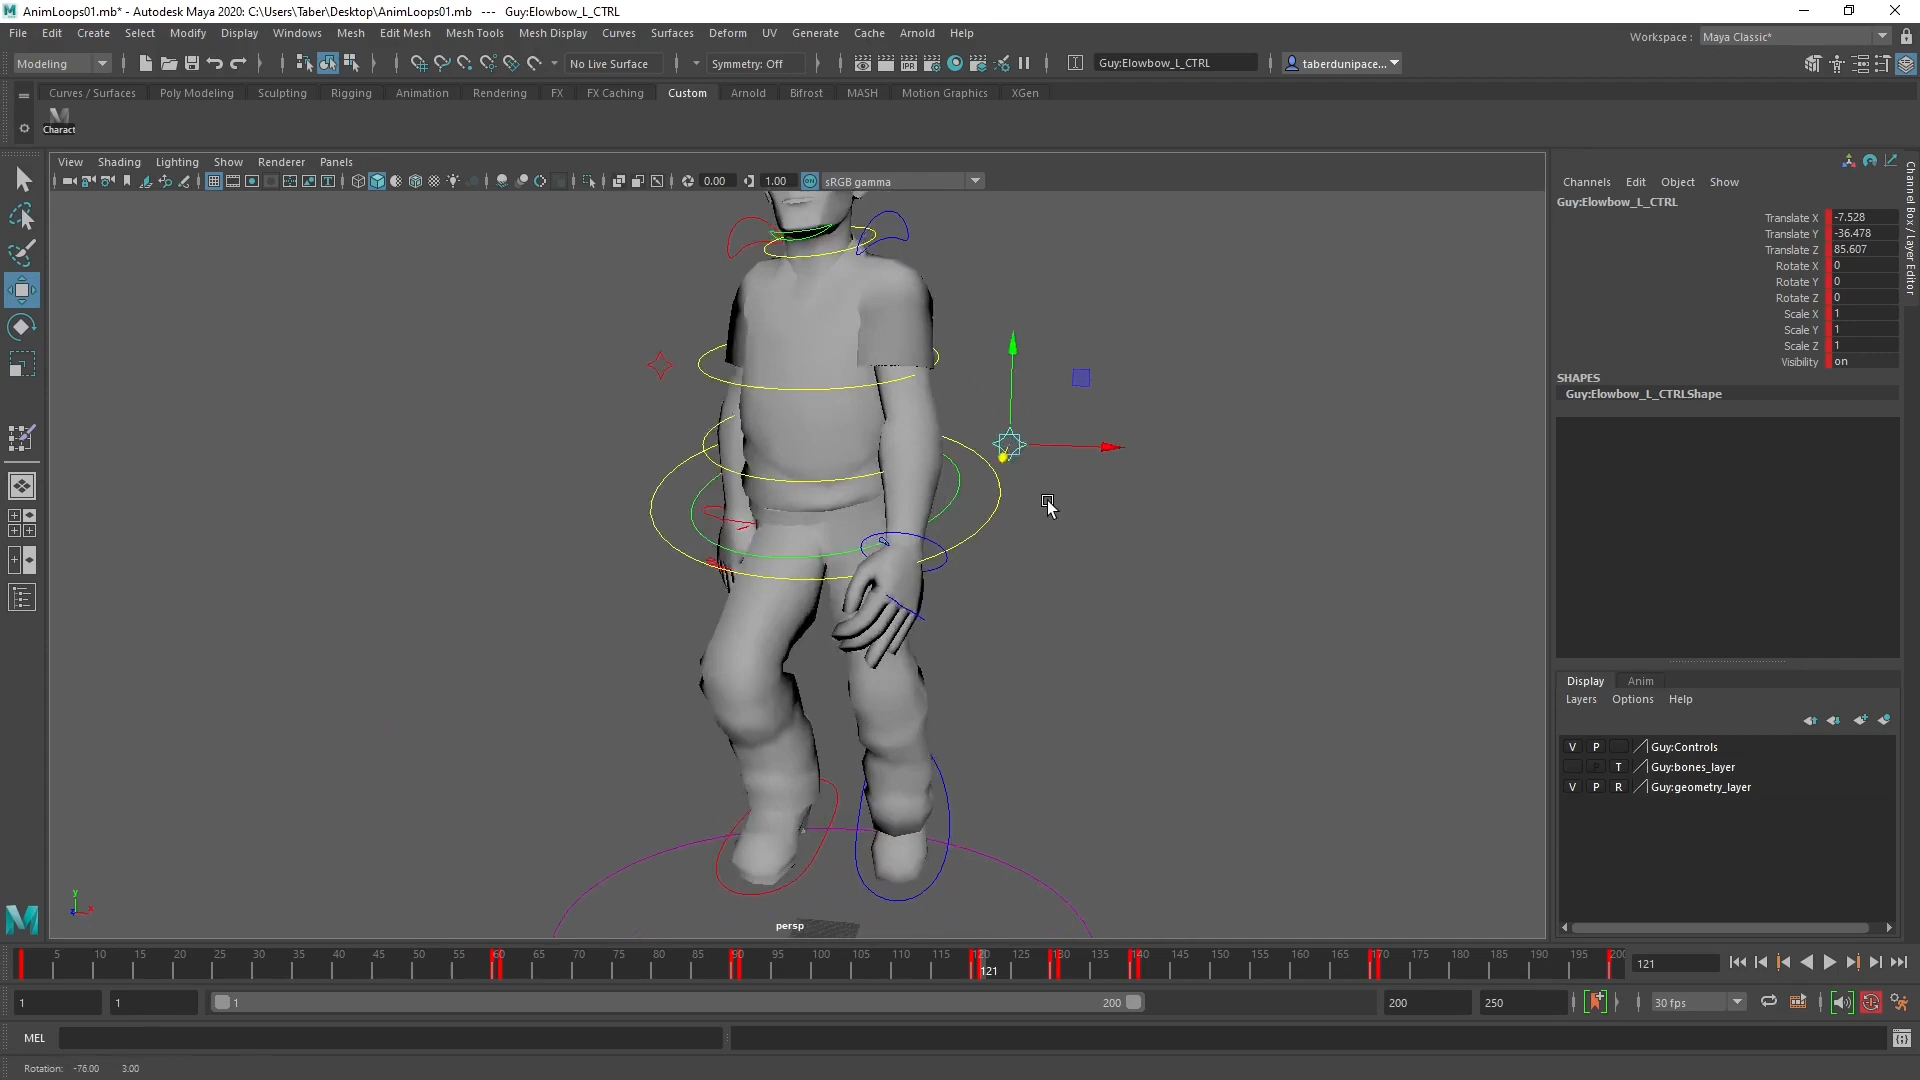 AnimLoops01.mb* - Autodesk Maya 2020: C:\Users\Taber\Desktop\AnimLoops01.mb --- Guy:Elowbow_L_CTRL
File Edit Create Select Modify Display Windows Mesh Edit Mesh Mesh Tools Mesh Display Curves Surfaces Deform UV Generate Cache Arnold Help
Workspace : Maya Classic*
Modeling No Live Surface Symmetry: Off Guy:Elowbow_L_CTRL taberdunipace...
Curves / Surfaces Poly Modeling Sculpting Rigging Animation Rendering FX FX Caching Custom Arnold Bifrost MASH Motion Graphics XGen
Charact
View Shading Lighting Show Renderer Panels
0.00 1.00 sRGB gamma
Channels Edit Object Show
Guy:Elowbow_L_CTRL
Translate X -7.528
Translate Y -36.478
Translate Z 85.607
Rotate X 0
Rotate Y 0
Rotate Z 0
Scale X 1
Scale Y 1
Scale Z 1
Visibility on
SHAPES
Guy:Elowbow_L_CTRLShape
Channel Box / Layer Editor
Display Anim
Layers Options Help
V P Guy:Controls
P T Guy:bones_layer
V P R Guy:geometry_layer
y
x
persp
5 10 15 20 25 30 35 40 45 50 55 60 65 70 75 80 85 90 95 100 105 110 115 120 125 130 135 140 145 150 155 160 165 170 175 180 185 190 195 200
121
121
1 1 1 200 200 250 30 fps
MEL
Rotation: -76.00 3.00